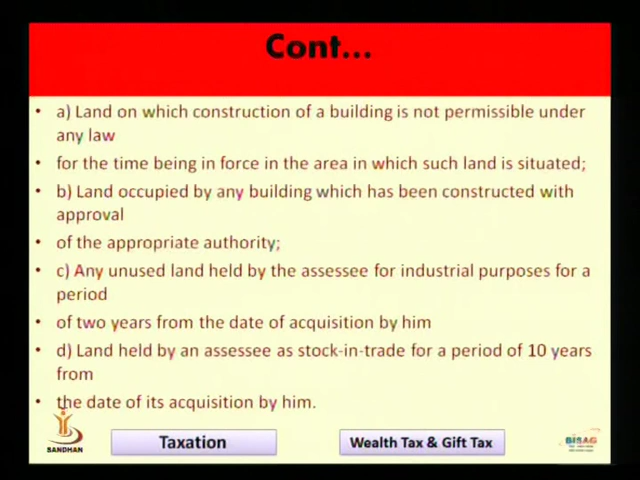 Cont...
• a) Land on which construction of a building is not permissible under
any law
• for the time being in force in the area in which such land is situated;
• b) Land occupied by any building which has been constructed with
approval
• of the appropriate authority;
• c) Any unused land held by the assessee for industrial purposes for a
period
• of two years from the date of acquisition by him
• d) Land held by an assessee as stock-in-trade for a period of 10 years
from
• the date of its acquisition by him.
SANDHAN
Taxation
Wealth Tax & Gift Tax
BISAG